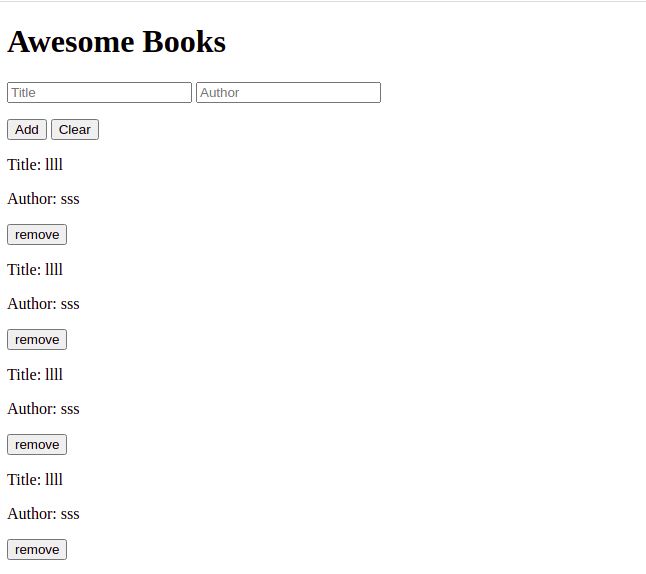 Awesome Books
Title Author
Add Clear
Title: llll
Author: sss
remove
Title: llll
Author: sss
remove
Title: llll
Author: sss
remove
Title: llll
Author: sss
remove